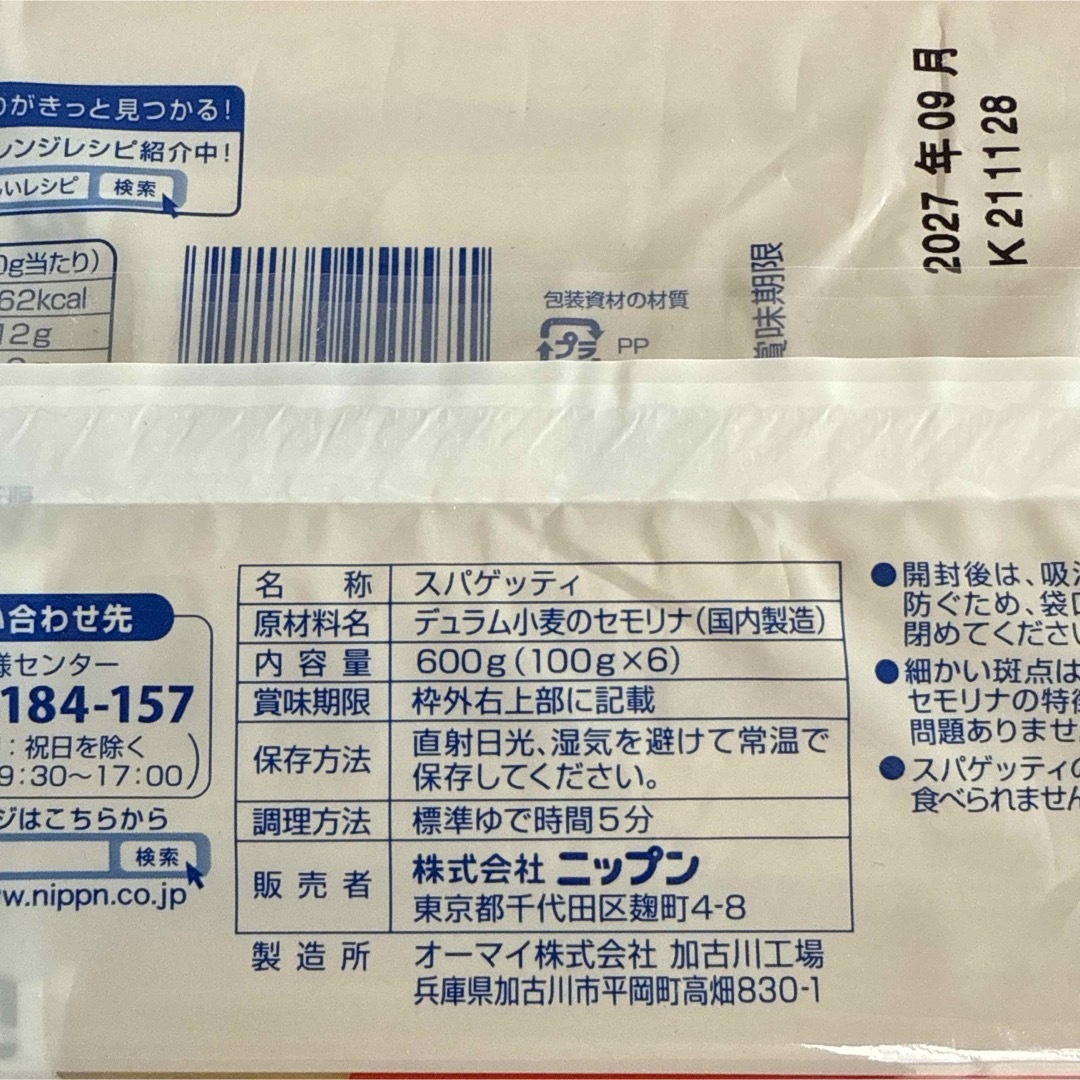 がきっと見つかる!
レンジレシピ紹介中!
いレシピ 検索
0g当たり)
62kcal
12g
包装資材の材質
プラ PP
賞味期限
2027年09月
K 211128
い合わせ先
様センター
184-157
:祝日を除く
9:30〜17:00)
ジはこちらから
検索
w.nippn.co.jp
名 称 スパゲッティ
原材料名 デュラム小麦のセモリナ(国内製造)
内容量 600g(100g×6)
賞味期限 枠外右上部に記載
保存方法 直射日光、湿気を避けて常温で
保存してください。
調理方法 標準ゆで時間5分
販売者 株式会社 ニップン
東京都千代田区麹町4-8
製造所 オーマイ株式会社 加古川工場
兵庫県加古川市平岡町高畑830-1
●開封後は、吸
防ぐため、袋口
閉めてくださ
●細かい斑点は
セモリナの特徴
問題ありませ
●スパゲッティの
食べられません